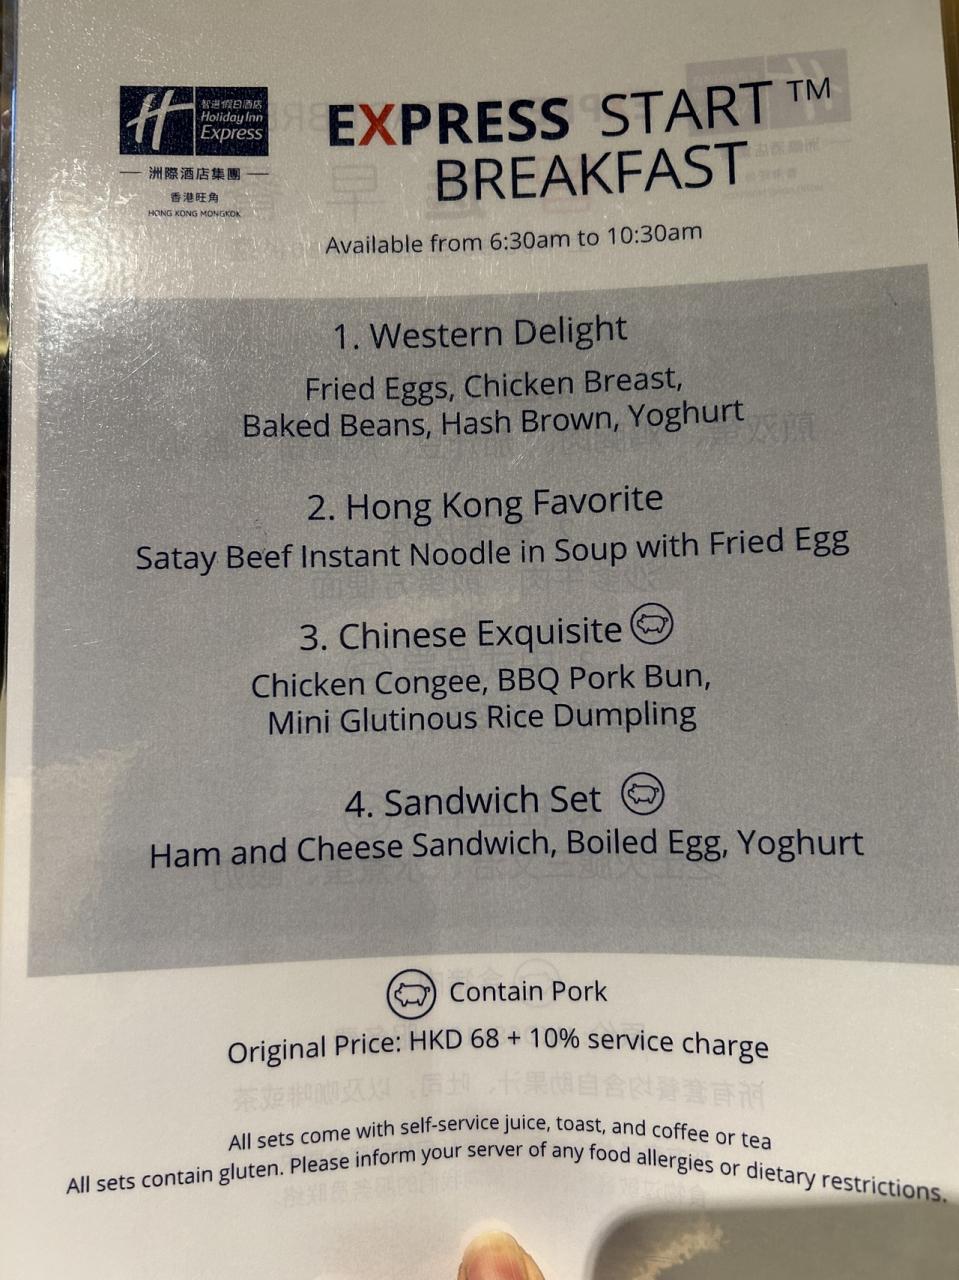 智選假日酒店
Holiday Inn
Express
洲際酒店集團
香港旺角
HONG KONG MONGKOK
EXPRESS START ™
BREAKFAST
Available from 6:30am to 10:30am
1. Western Delight
Fried Eggs, Chicken Breast,
Baked Beans, Hash Brown, Yoghurt
2. Hong Kong Favorite
Satay Beef Instant Noodle in Soup with Fried Egg
3. Chinese Exquisite
Chicken Congee, BBQ Pork Bun,
Mini Glutinous Rice Dumpling
4. Sandwich Set
Ham and Cheese Sandwich, Boiled Egg, Yoghurt
Contain Pork
Original Price: HKD 68 + 10% service charge
All sets come with self-service juice, toast, and coffee or tea
All sets contain gluten. Please inform your server of any food allergies or dietary restrictions.